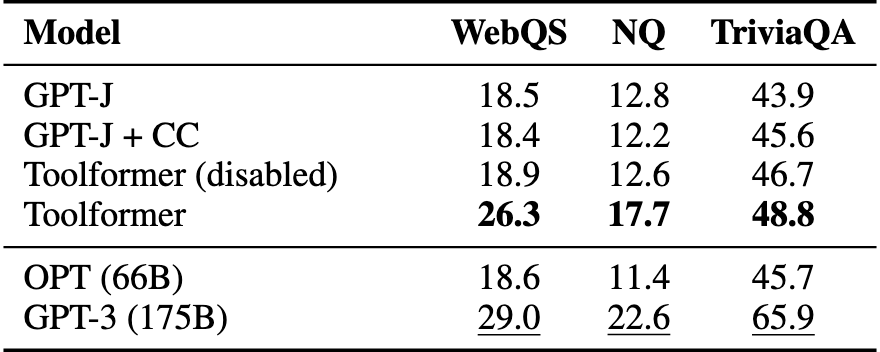 Model WebQS NQ TriviaQA
GPT-J 18.5 12.8 43.9
GPT-J + CC 18.4 12.2 45.6
Toolformer (disabled) 18.9 12.6 46.7
Toolformer 26.3 17.7 48.8
OPT (66B) 18.6 11.4 45.7
GPT-3 (175B) 29.0 22.6 65.9